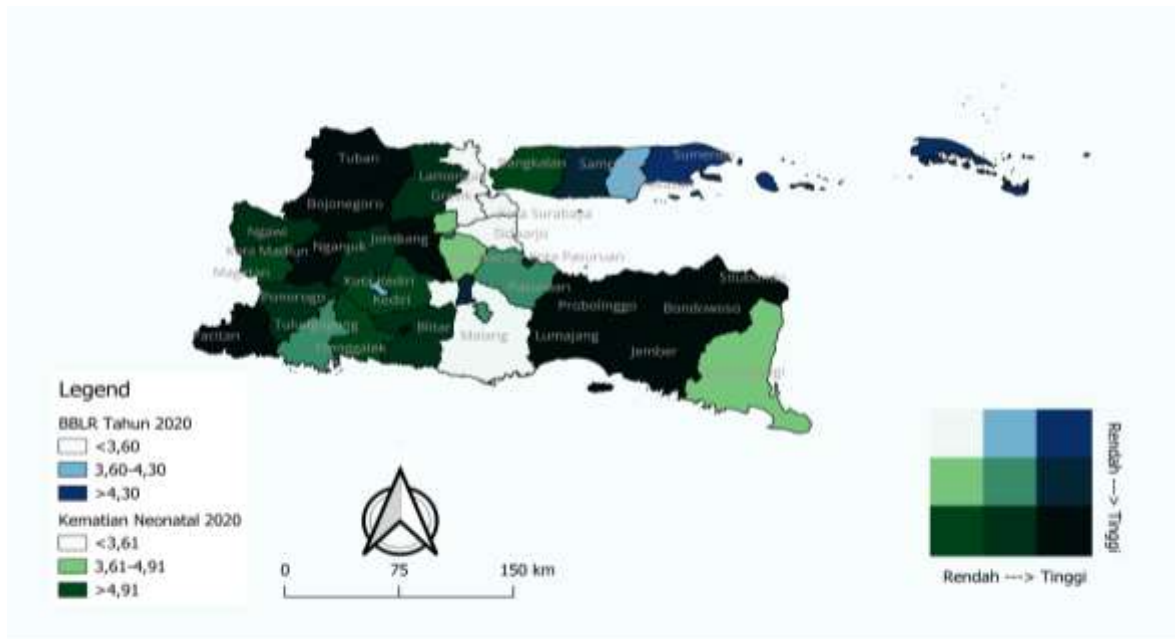 Tuban
Bangkalan
Sumenep
Lamongan
Bojonegoro
Kota Surabaya
Sidoarjo
Ngawi
Nganjuk
Jombang
Kota Madiun
Kota Pasuruan
Magetan
Kota Kediri
Pasuruan
Situbondo
Ponorogo
Kediri
Probolinggo
Bondowoso
Pacitan
Tulungagung
Blitar
Malang
Lumajang
Trenggalek
Jember
Legend
BBLR Tahun 2020
<3,60
3,60-4,30
>4,30
Kematian Neonatal 2020
<3,61
3,61-4,91
>4,91
0 75 150 km
Rendah ---> Tinggi
Rendah ---> Tinggi